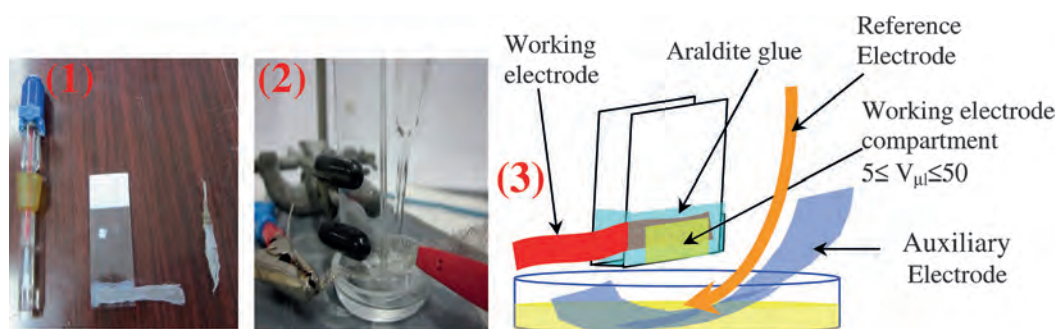 (1)
(2)
(3)
Working
electrode
Araldite glue
Reference
Electrode
Working electrode
compartment
5≤ Vμl≤50
Auxiliary
Electrode